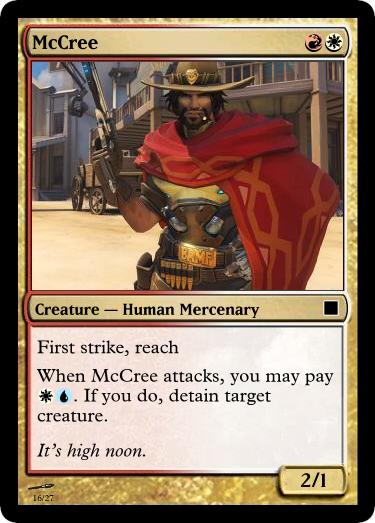 McCree
BAMF
Creature — Human Mercenary
First strike, reach
When McCree attacks, you may pay
. If you do, detain target
creature.
It's high noon.
2/1
16/27